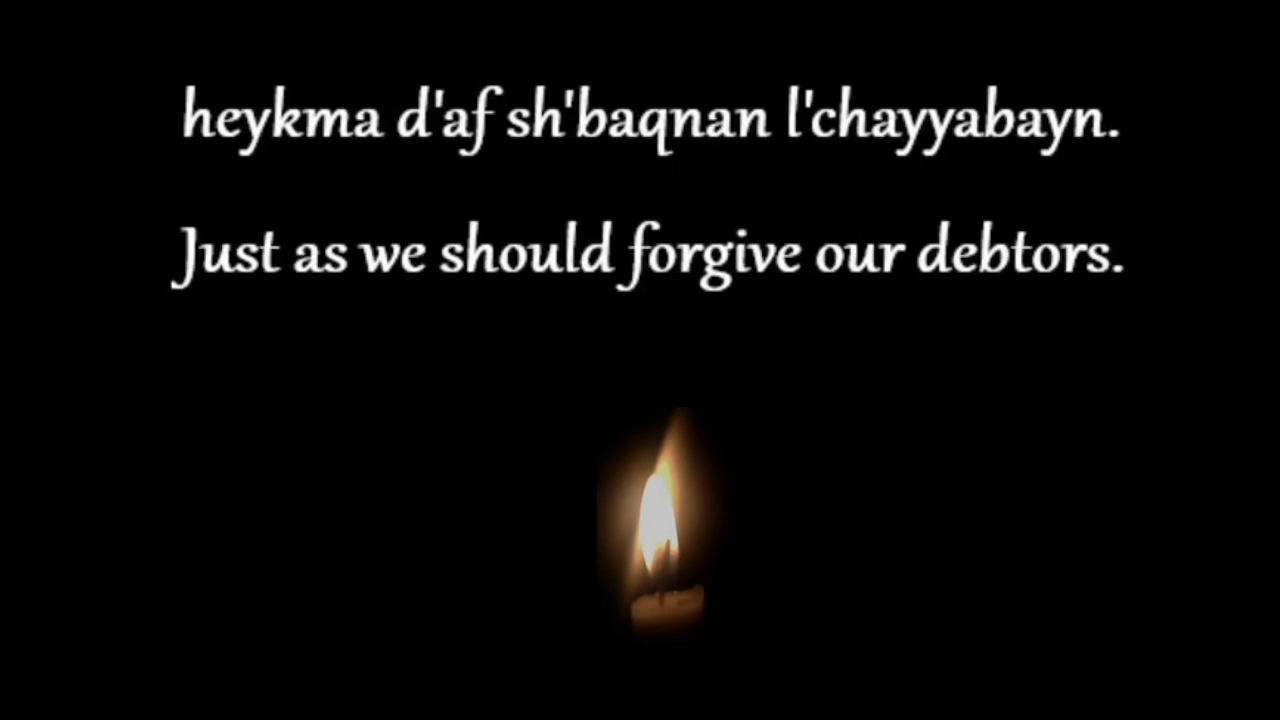 heykma d'af sh'baqnan l'chayyabayn.
Just as we should forgive our debtors.